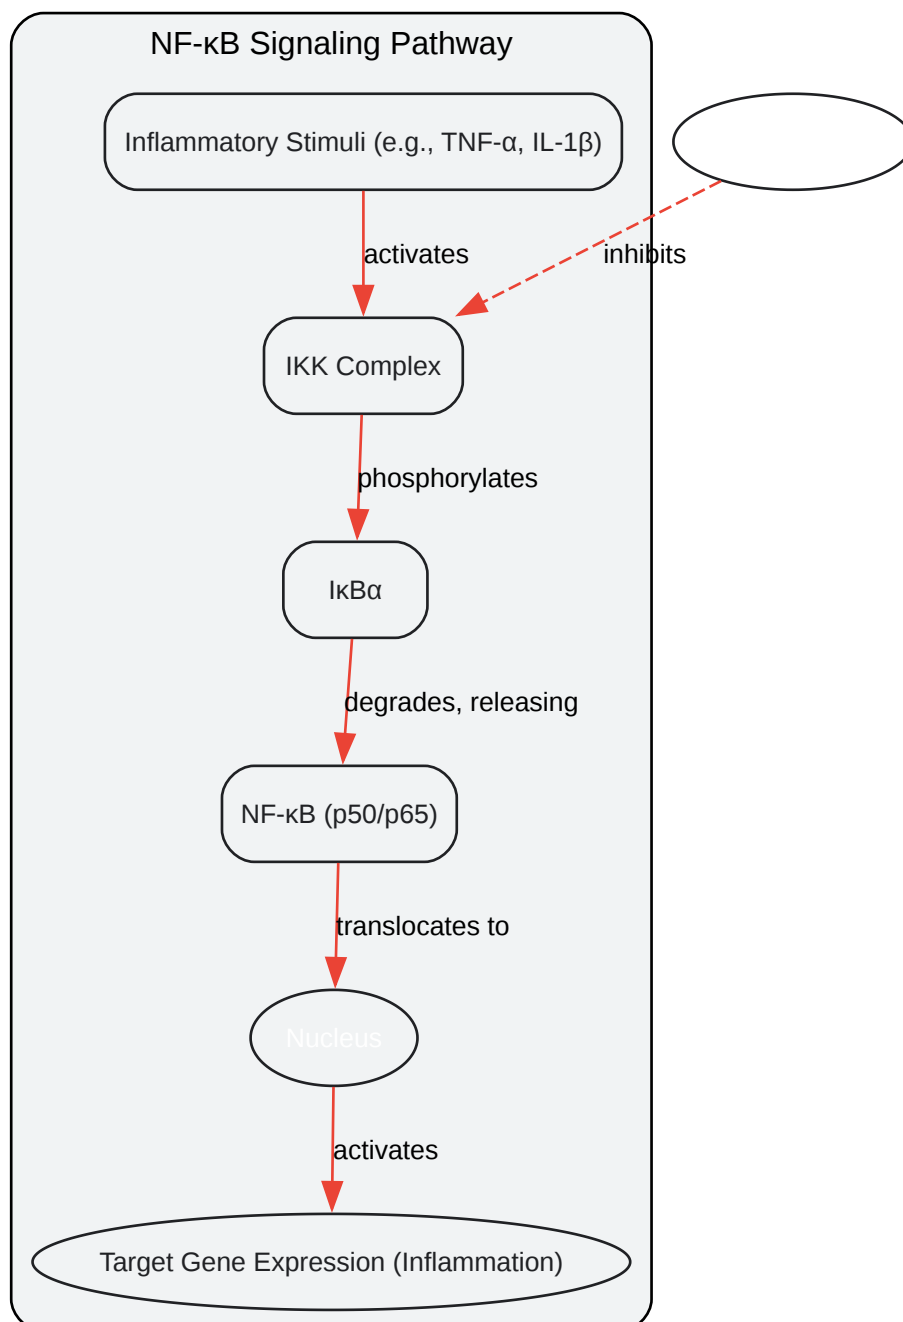 NF-κB Signaling Pathway
Inflammatory Stimuli (e.g., TNF-α, IL-1β)
activates
inhibits
IKK Complex
phosphorylates
IκBα
degrades, releasing
NF-κB (p50/p65)
translocates to
Nucleus
activates
Target Gene Expression (Inflammation)